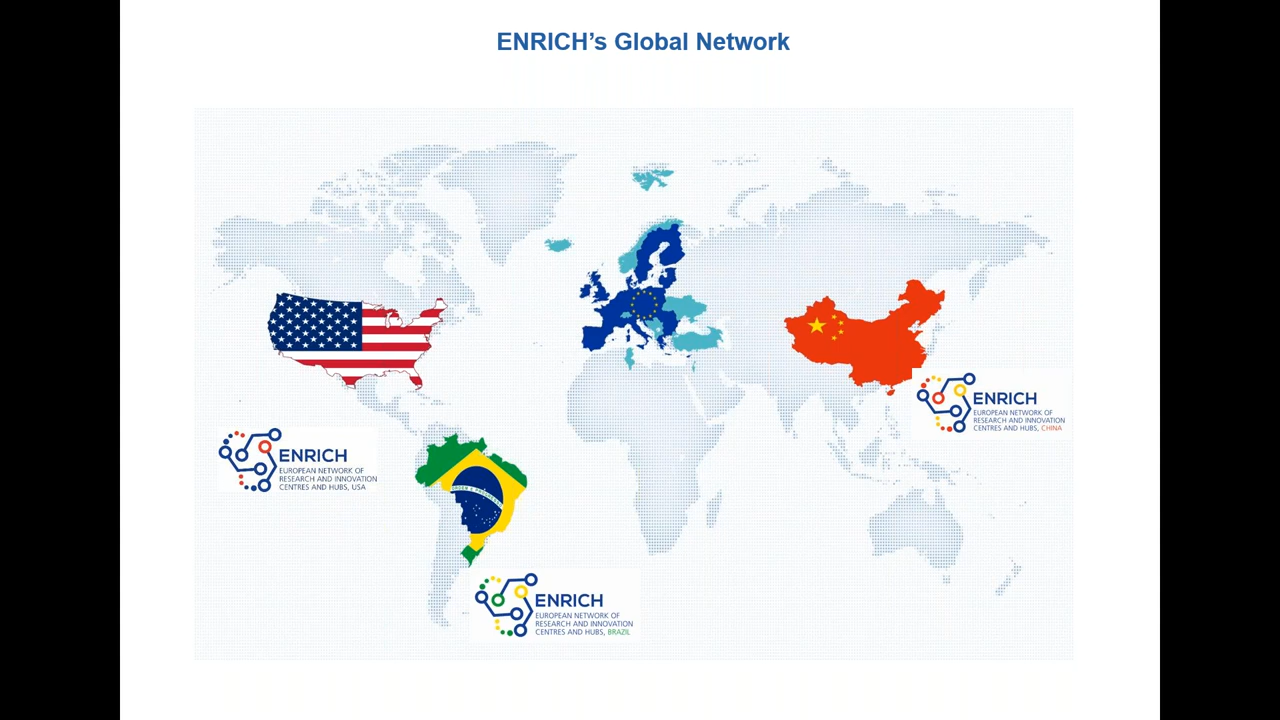 ENRICH’s Global Network
ENRICH
EUROPEAN NETWORK OF
RESEARCH AND INNOVATION
CENTRES AND HUBS, CHINA
ENRICH
EUROPEAN NETWORK OF
RESEARCH AND INNOVATION
CENTRES AND HUBS, USA
ENRICH
EUROPEAN NETWORK OF
RESEARCH AND INNOVATION
CENTRES AND HUBS, BRAZIL